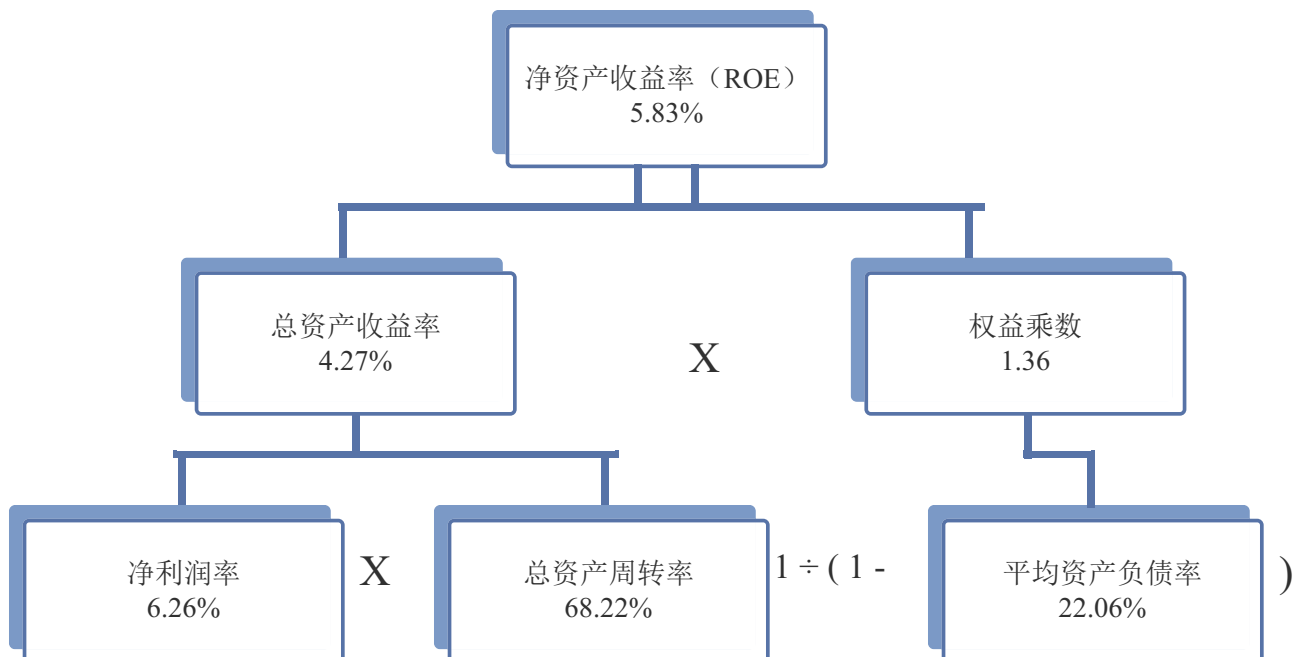 净资产收益率（ROE）
5.83%
总资产收益率
4.27%
X
权益乘数
1.36
净利润率
6.26%
X
总资产周转率
68.22%
1 ÷ ( 1 -
平均资产负债率
22.06%
)